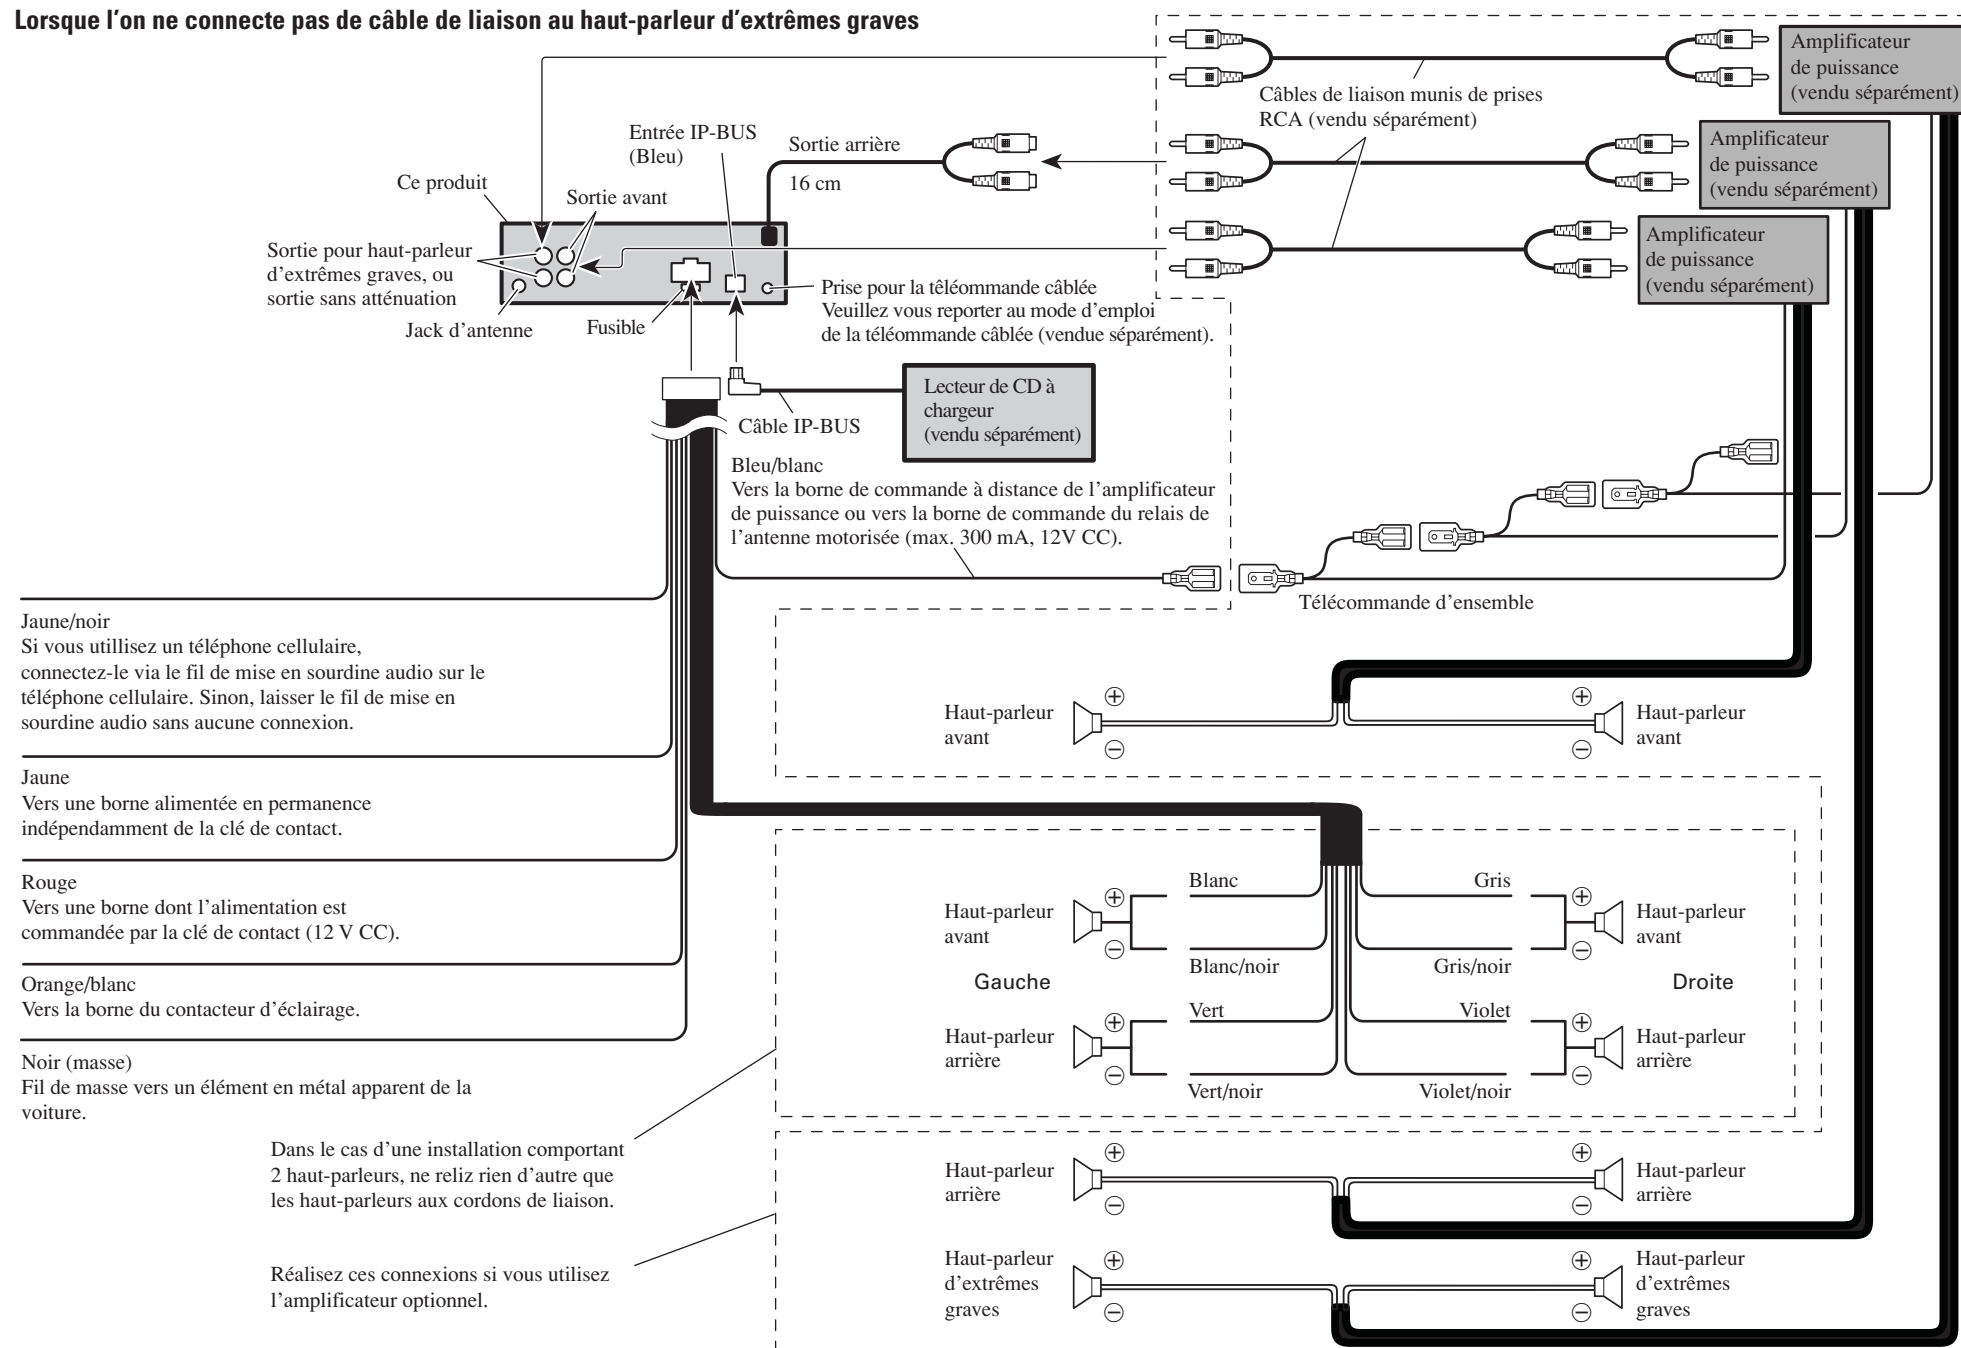 Lorsque l’on ne connecte pas de câble de liaison au haut-parleur d’extrêmes graves
Amplificateur
de puissance
(vendu séparément)
Câbles de liaison munis de prises
RCA (vendu séparément)
Entrée IP-BUS
(Bleu)
Sortie arrière
16 cm
Amplificateur
de puissance
(vendu séparément)
Ce produit
Sortie avant
Sortie pour haut-parleur
d’extrêmes graves, ou
sortie sans atténuation
Amplificateur
de puissance
(vendu séparément)
Jack d’antenne
Fusible
Prise pour la têléommande câblée
Veuillez vous reporter au mode d’emploi
de la téléommande câblée (vendue séparément).
Lecteur de CD à
chargeur
(vendu séparément)
Câble IP-BUS
Bleu/blanc
Vers la borne de commande à distance de l’amplificateur
de puissance ou vers la borne de commande du relais de
l’antenne motorisée (max. 300 mA, 12V CC).
Télécommande d’ensemble
Jaune/noir
Si vous utillisez un téléphone cellulaire,
connectez-le via le fil de mise en sourdine audio sur le
téléphone cellulaire. Sinon, laisser le fil de mise en
sourdine audio sans aucune connexion.
Jaune
Vers une borne alimentée en permanence
indépendamment de la clé de contact.
Rouge
Vers une borne dont l’alimentation est
commandée par la clé de contact (12 V CC).
Orange/blanc
Vers la borne du contacteur d’éclairage.
Noir (masse)
Fil de masse vers un élément en métal apparent de la
voiture.
Haut-parleur
avant
⊕
⊖
⊕
⊖
Haut-parleur
avant
Haut-parleur
avant
⊕
⊖
Blanc
Blanc/noir
Gris
Gris/noir
⊕
⊖
Haut-parleur
avant
Gauche
Droite
Haut-parleur
arrière
⊕
⊖
Vert
Vert/noir
Violet
Violet/noir
⊕
⊖
Haut-parleur
arrière
Dans le cas d’une installation comportant
2 haut-parleurs, ne reliz rien d’autre que
les haut-parleurs aux cordons de liaison.
Haut-parleur
arrière
⊕
⊖
⊕
⊖
Haut-parleur
arrière
Réalisez ces connexions si vous utilisez
l’amplificateur optionnel.
Haut-parleur
d’extrêmes
graves
⊕
⊖
⊕
⊖
Haut-parleur
d’extrêmes
graves